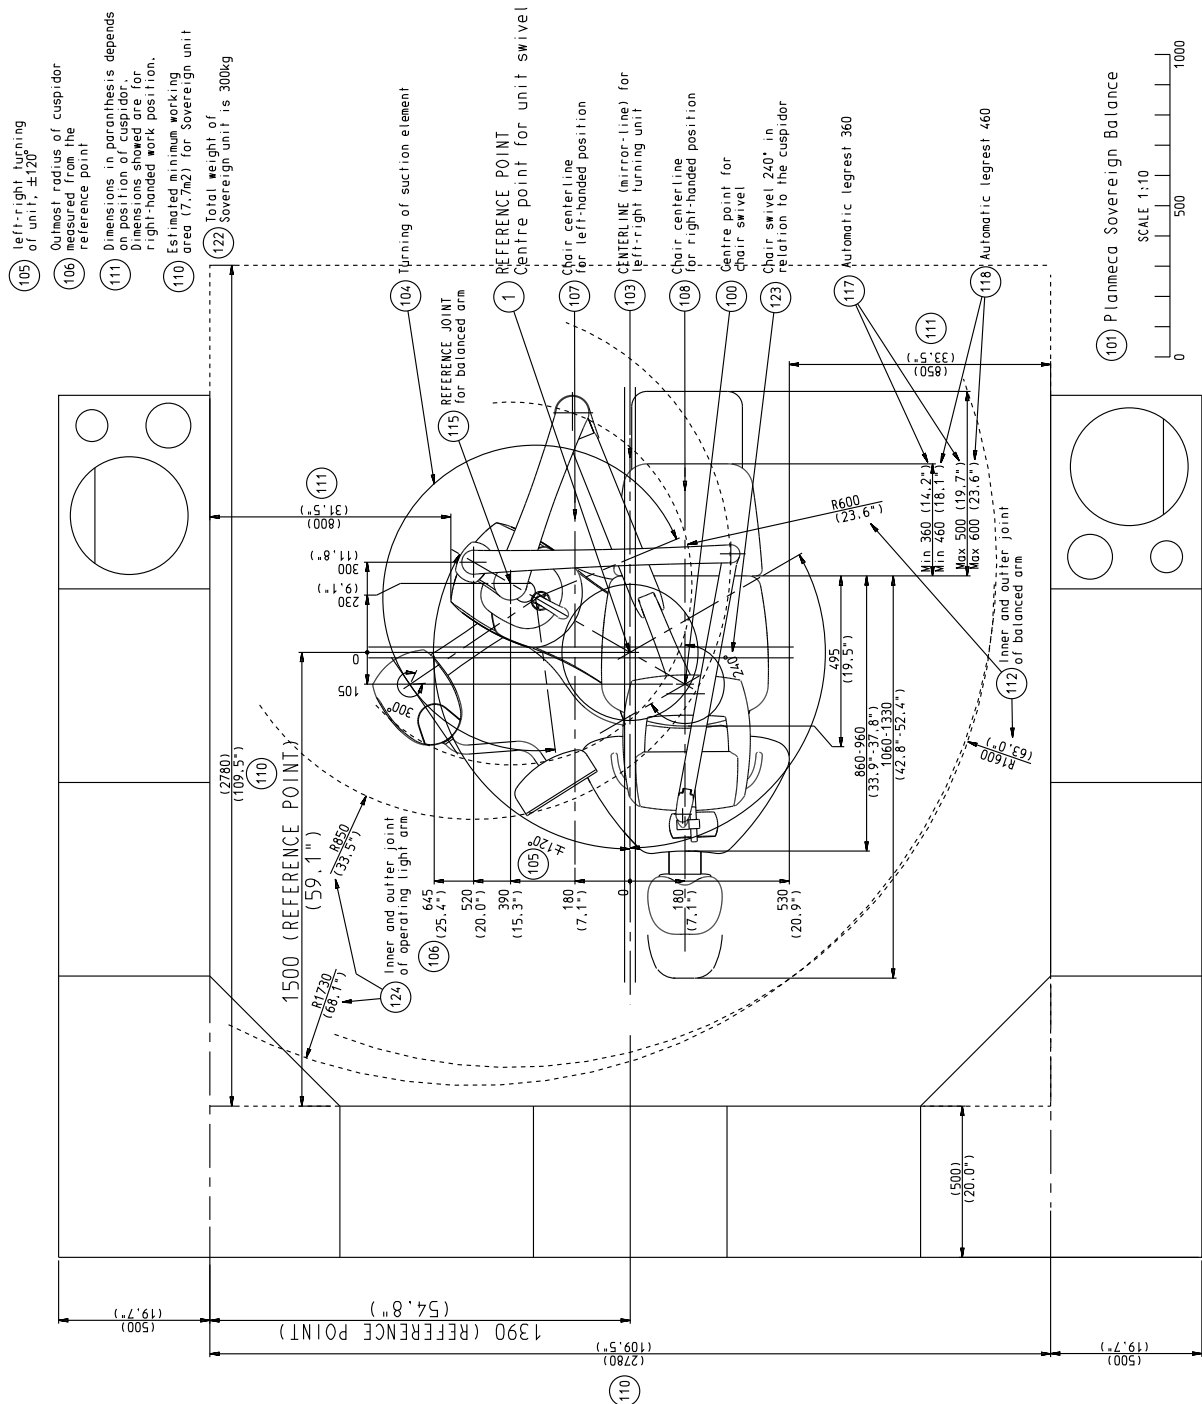 105
left-right turning
of unit, ±120°
106
Outmost radius of cuspidor
measured from the
reference point
111
Dimensions in paranthesis depends
on position of cuspidor.
Dimensions showed are for
right-handed work position.
110
Estimated minimum working
area (7.7m2) for Sovereign unit
122
Total weight of
Sovereign unit is 300kg
104
Turning of suction element
115
REFERENCE JOINT
for balanced arm
1
REFERENCE POINT
Centre point for unit swivel
107
Chair centerline
for left-handed position
103
CENTERLINE (mirror-line) for
left-right turning unit
108
Chair centerline
for right-handed position
100
Centre point for
chair swivel
123
Chair swivel 240° in
relation to the cuspidor
117
Automatic legrest 360
118
Automatic legrest 460
101
Planmeca Sovereign Balance
SCALE 1:10
0
500
1000
111
(800)
(31.5")
111
(850)
(33.5")
300
(11.8")
230
(9.1")
0
105
300°
240°
±120°
105
R600
(23.6")
Min 360 (14.2")
Min 460 (18.1")
Max 500 (19.7")
Max 600 (23.6")
112
Inner and outter joint
of balanced arm
R1600
(63.0")
495
(19.5")
860-960
(33.9"-37.8")
1060-1330
(42.8"-52.4")
(2780)
(109.5")
110
1500 (REFERENCE POINT)
(59.1")
R850
(33.5")
R1730
(68.1")
124
Inner and outter joint
of operating light arm
106
645
(25.4")
520
(20.0")
390
(15.3")
180
(7.1")
0
180
(7.1")
530
(20.9")
(500)
(20.0")
(500)
(19.7")
1390 (REFERENCE POINT)
(54.8")
(2780)
(109.5")
110
(500)
(19.7")